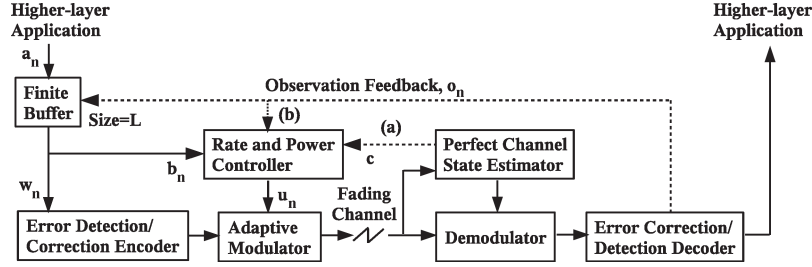 Higher-layer
Application
Higher-layer
Application
a_n
Finite
Buffer
Observation Feedback, o_n
Size=L
(b)
(a)
Rate and Power
Controller
c
Perfect Channel
State Estimator
b_n
w_n
u_n
Fading
Channel
Error Detection/
Correction Encoder
Adaptive
Modulator
Demodulator
Error Correction/
Detection Decoder